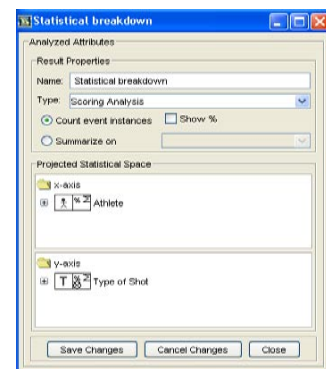 Statistical breakdown
Analyzed Attributes
Result Properties
Name: Statistical breakdown
Type: Scoring Analysis
Count event instances Show %
Summarize on
Projected Statistical Space
x-axis
Athlete
y-axis
T Type of Shot
Save Changes Cancel Changes Close